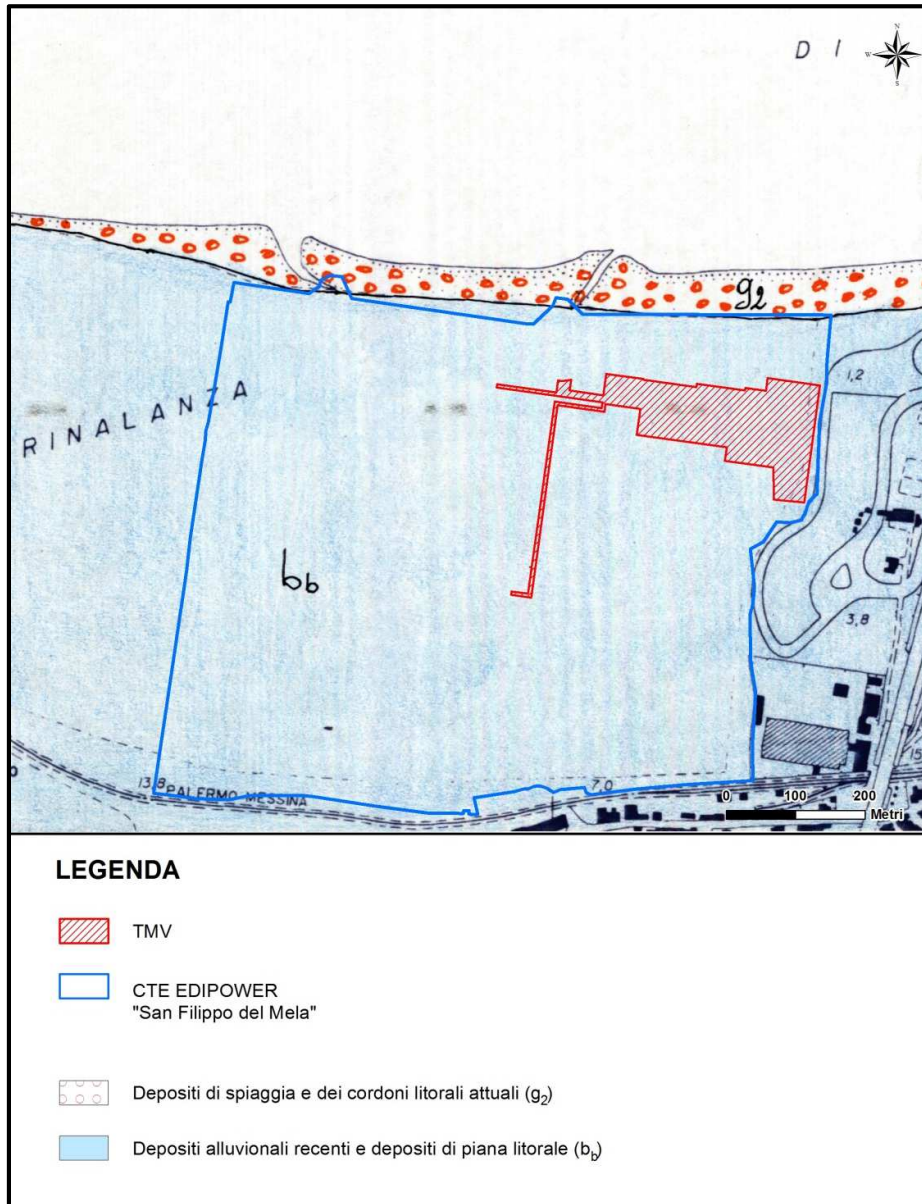 D I
N
W
S
g2
RINALANZA
1,2
bb
3,8
13,8
PALERMO MESSINA
7,0
15
0 100 200
Metri
LEGENDA
TMV
CTE EDIPOWER
"San Filippo del Mela"
Depositi di spiaggia e dei cordoni litorali attuali (g2)
Depositi alluvionali recenti e depositi di piana litorale (bb)